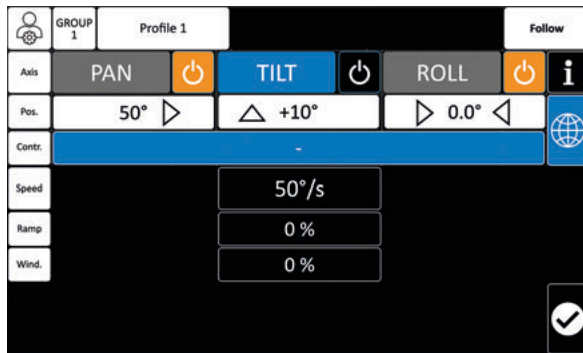 GROUP
1
Profile 1
Follow
Axis PAN TILT ROLL i
Pos. 50° +10° 0.0°
Contr. -
Speed 50°/s
Ramp 0 %
Wind. 0 %